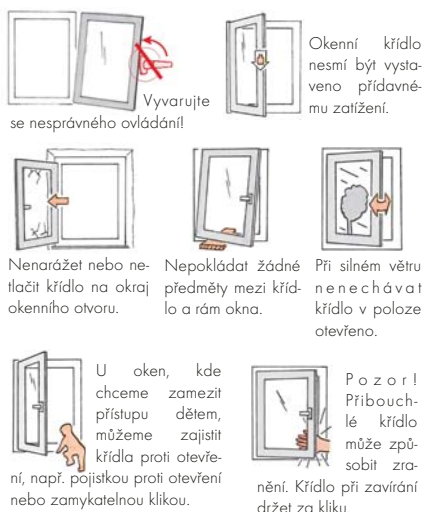 Vyvarujte
se nesprávného ovládání!
Okenní křídlo
nesmí být vysta-
veno přídavné-
mu zatížení.
Nenarážet nebo ne-
tlačit křídlo na okraj
okenního otvoru.
Nepokládat žádné
předměty mezi kříd-
lo a rám okna.
Při silném větru
nenechávat
křídlo v poloze
otevřeno.
U oken, kde
chceme zamezit
přístupu dětem,
můžeme zajistit
křídla proti otevře-
ní, např. pojistkou proti otevření
nebo zamykatelnou klikou.
Pozor!
Přibouch-
lé křídlo
může způ-
sobit zra-
nění. Křídlo při zavírání
držet za kliku.